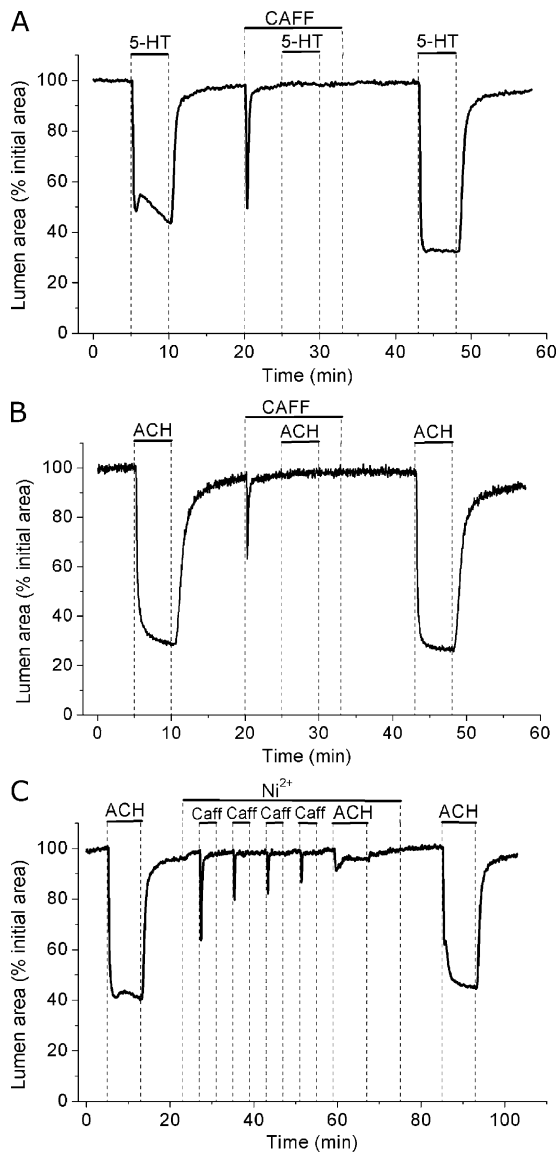 A
CAFF
5-HT 5-HT 5-HT
120
100
80
60
40
20
0
Lumen area (% initial area)
0 10 20 30 40 50 60
Time (min)
B
CAFF
ACH ACH ACH
120
100
80
60
40
20
0
Lumen area (% initial area)
0 10 20 30 40 50 60
Time (min)
C
Ni2+
ACH Caff Caff Caff Caff ACH ACH
120
100
80
60
40
20
0
Lumen area (% initial area)
0 20 40 60 80 100
Time (min)